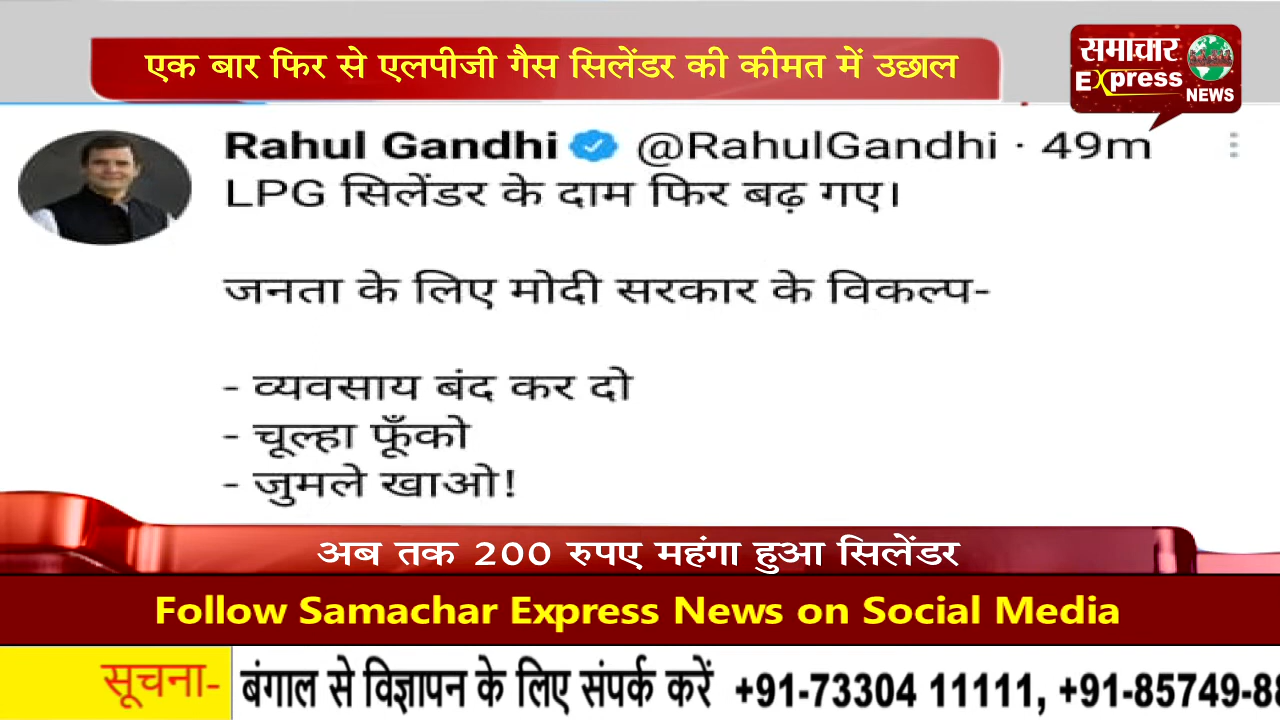 एक बार फिर से एलपीजी गैस सिलेंडर की कीमत में उछाल
समाचार
Express
NEWS
Rahul Gandhi @RahulGandhi · 49m
LPG सिलेंडर के दाम फिर बढ़ गए।
जनता के लिए मोदी सरकार के विकल्प-
- व्यवसाय बंद कर दो
- चूल्हा फूँको
- जुमले खाओ!
अब तक 200 रुपए महंगा हुआ सिलेंडर
Follow Samachar Express News on Social Media
सूचना- बंगाल से विज्ञापन के लिए संपर्क करें +91-73304 11111, +91-85749-88